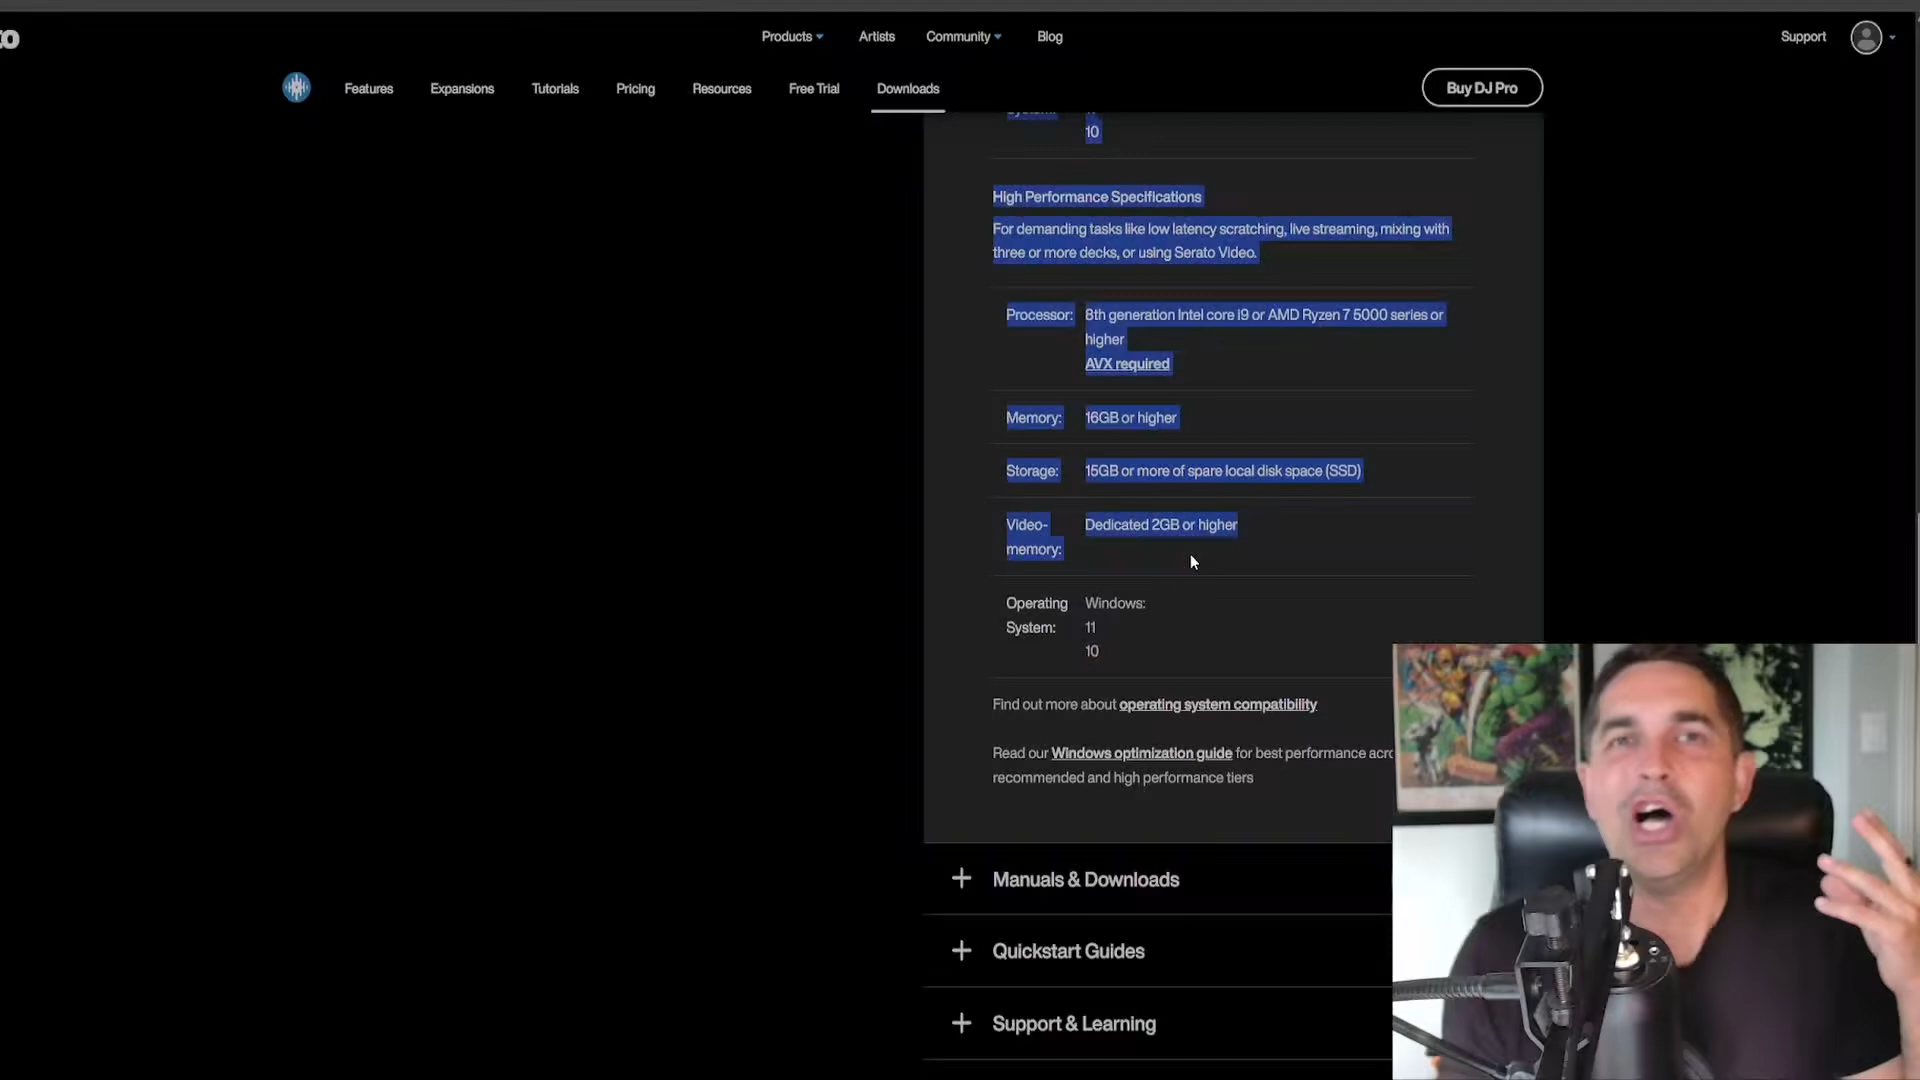 Products
Artists
Community
Blog
Support
Features
Expansions
Tutorials
Pricing
Resources
Free Trial
Downloads
Buy DJ Pro
10
High Performance Specifications
For demanding tasks like low latency scratching, live streaming, mixing with
three or more decks, or using Serato Video.
Processor:
8th generation Intel core i9 or AMD Ryzen 7 5000 series or
higher
AVX required
Memory:
16GB or higher
Storage:
15GB or more of spare local disk space (SSD)
Video-
memory:
Dedicated 2GB or higher
Operating
System:
Windows:
11
10
Find out more about operating system compatibility
Read our Windows optimization guide for best performance
recommended and high performance tiers
+ Manuals & Downloads
+ Quickstart Guides
+ Support & Learning